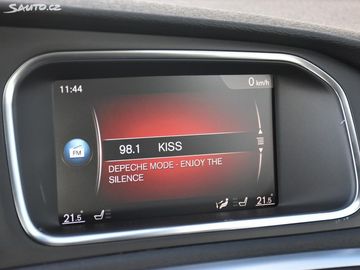 SAUTO.CZ
11:44
0 km/h
98.1 KISS
FM
DEPECHE MODE - ENJOY THE
SILENCE
21.5° 21.5°